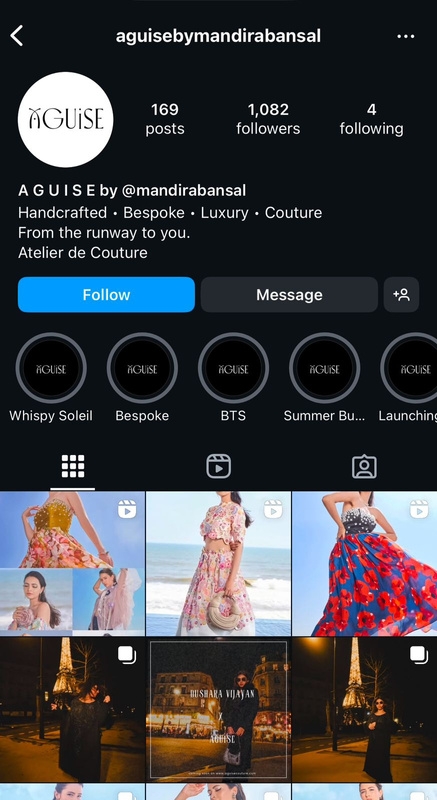 aguisebymandirabansal
AGUiSE
169
posts
1,082
followers
4
following
A G U I S E by @mandirabansal
Handcrafted • Bespoke • Luxury • Couture
From the runway to you.
Atelier de Couture
Follow
Message
AGUiSE
AGUiSE
AGUiSE
AGUiSE
AGUiSE
Whispy Soleil
Bespoke
BTS
Summer Bu...
Launching
DUSHARA VIJAYAN
X
AGUiSE